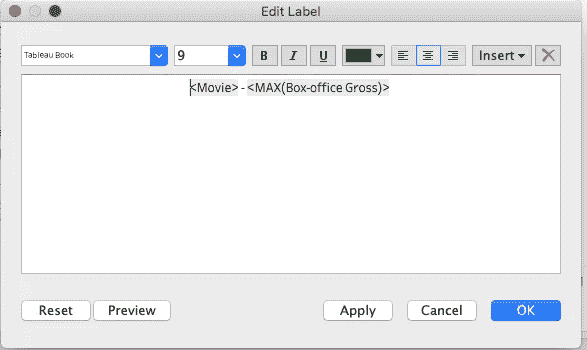 Edit Label
Tableau Book 9 B I U Insert
<Movie> - <MAX(Box-office Gross)>
Reset Preview Apply Cancel OK